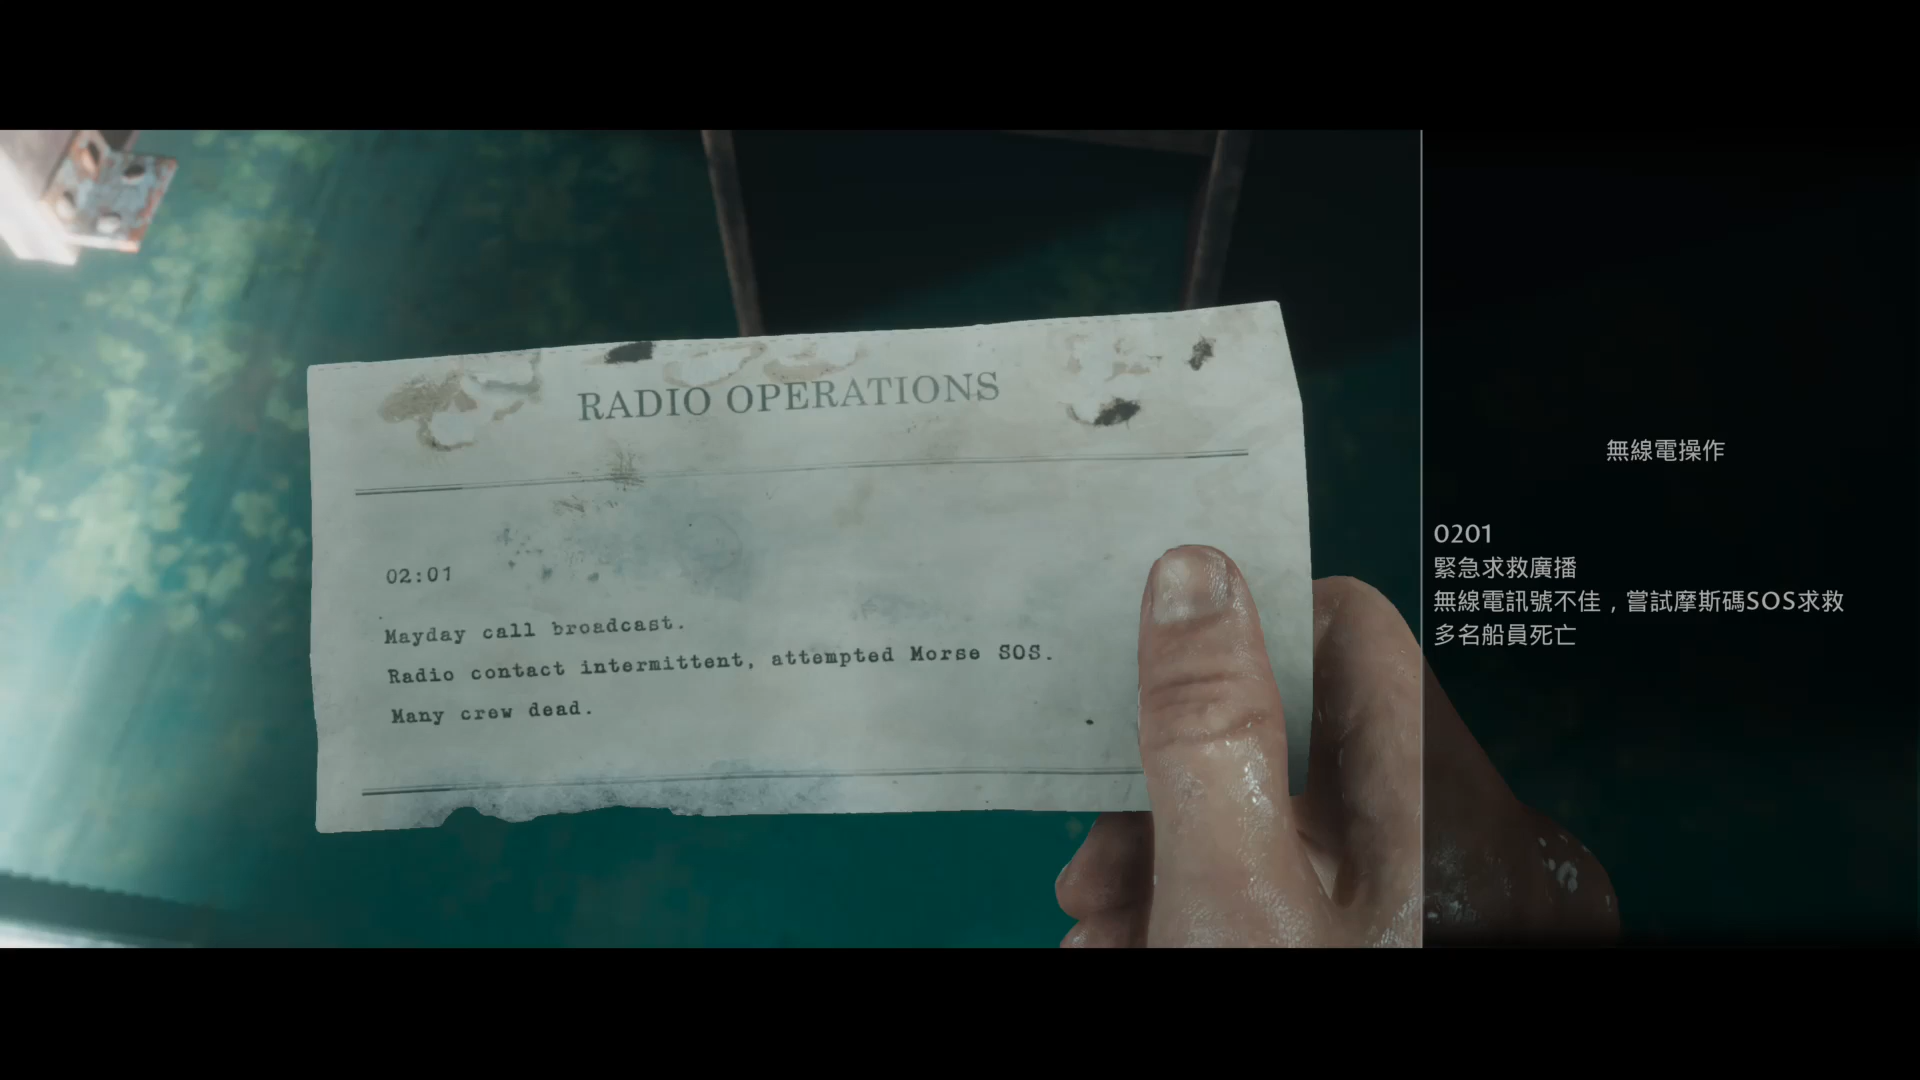 RADIO OPERATIONS
02:01
Mayday call broadcast.
Radio contact intermittent, attempted Morse SOS.
Many crew dead.
無線電操作
0201
緊急求救廣播
無線電訊號不佳，嘗試摩斯碼SOS求救
多名船員死亡